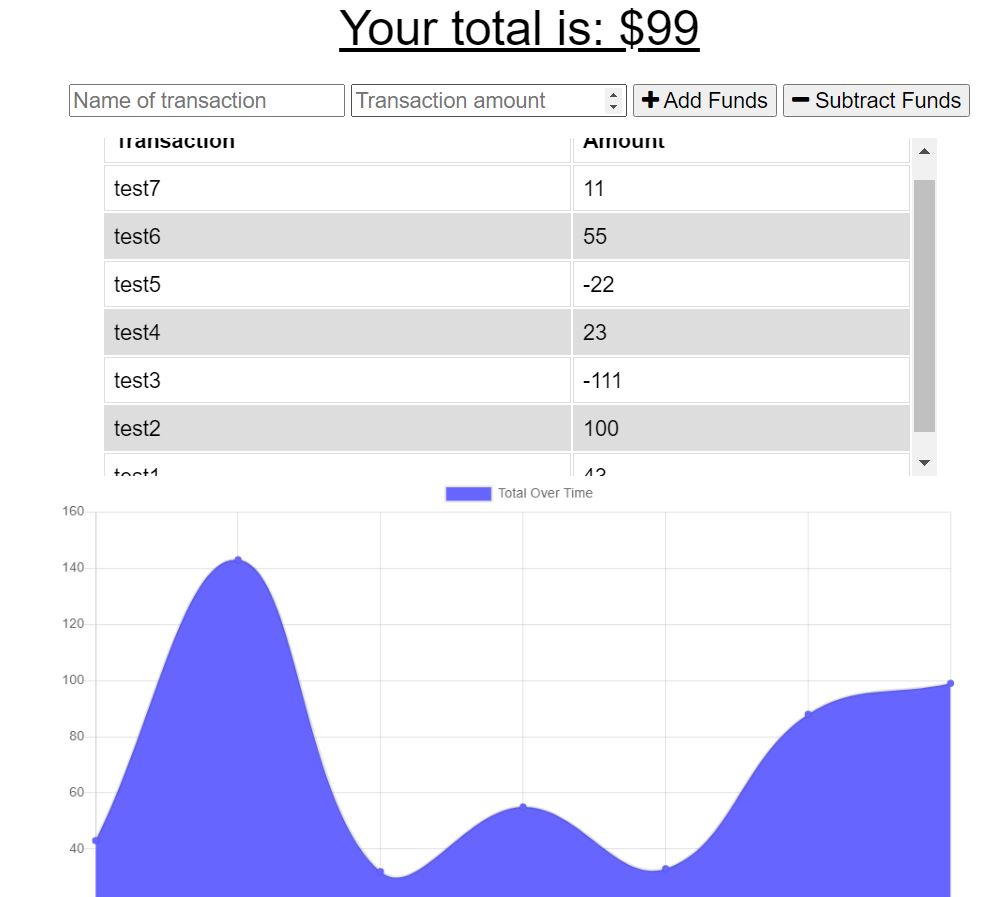 Your total is: $99
Name of transaction Transaction amount Add Funds Subtract Funds
Transaction Amount
test7 11
test6 55
test5 -22
test4 23
test3 -111
test2 100
test1 43
Total Over Time
160
140
120
100
80
60
40